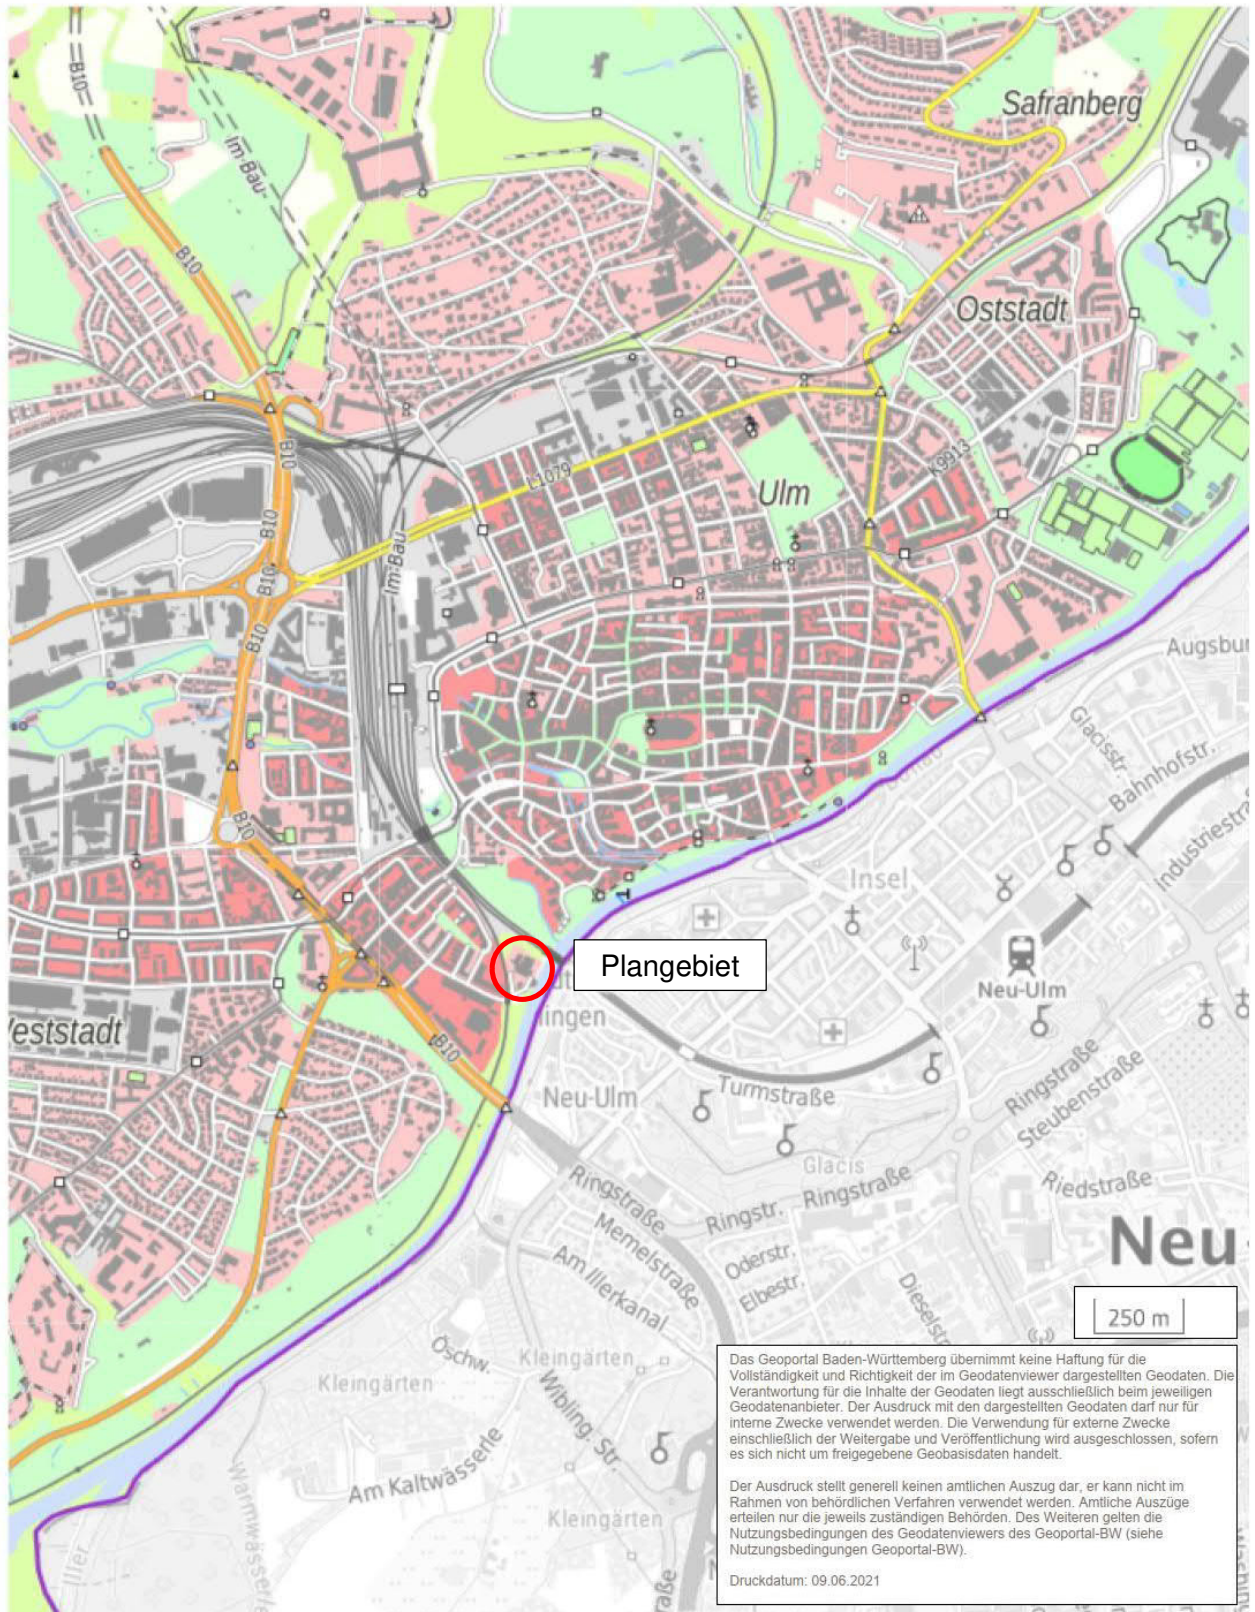 B10
Im Bau
Safranberg
B10
Oststadt
B10
L1079
K9913
Ulm
B10
Im Bau
B10
B10
B10
Augsbur
Glacisstr.
Bahnhofstr.
Industriestra
B10
Insel
1
Plangebiet
Neu-Ulm
eststadt
B10
ingen
Neu-Ulm
Turmstraße
Ringstraße
Steubenstraße
Glacis
Ringstraße
Riedstraße
Ringstr.
Ringstraße
Memelstraße
Oderstr.
Elbestr.
Neu
Am Illerkanal
Dieselstr
250 m
Öschw.
Kleingärten
Kleingärten
Wibling. Str.
Am Kaltwässerle
Kleingärten
Iller
Das Geoportal Baden-Württemberg übernimmt keine Haftung für die
Vollständigkeit und Richtigkeit der im Geodatenviewer dargestellten Geodaten. Die
Verantwortung für die Inhalte der Geodaten liegt ausschließlich beim jeweiligen
Geodatenanbieter. Der Ausdruck mit den dargestellten Geodaten darf nur für
interne Zwecke verwendet werden. Die Verwendung für externe Zwecke
einschließlich der Weitergabe und Veröffentlichung wird ausgeschlossen, sofern
es sich nicht um freigegebene Geobasisdaten handelt.
Der Ausdruck stellt generell keinen amtlichen Auszug dar, er kann nicht im
Rahmen von behördlichen Verfahren verwendet werden. Amtliche Auszüge
erteilen nur die jeweils zuständigen Behörden. Des Weiteren gelten die
Nutzungsbedingungen des Geodatenviewers des Geoportal-BW (siehe
Nutzungsbedingungen Geoportal-BW).
Druckdatum: 09.06.2021